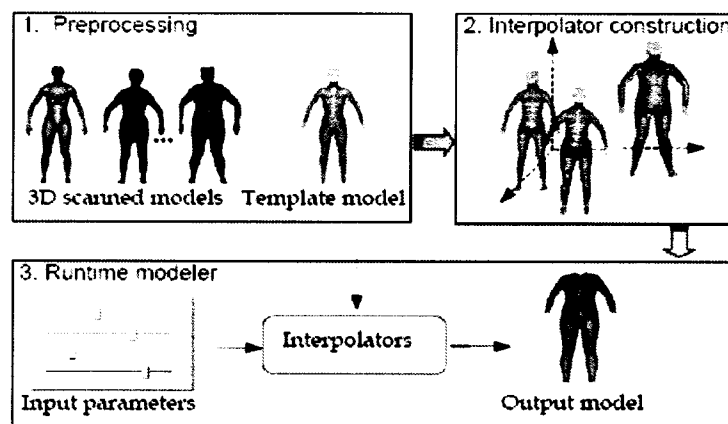 1. Preprocessing
3D scanned models
Template model
2. Interpolator construction
3. Runtime modeler
Input parameters
Interpolators
Output model